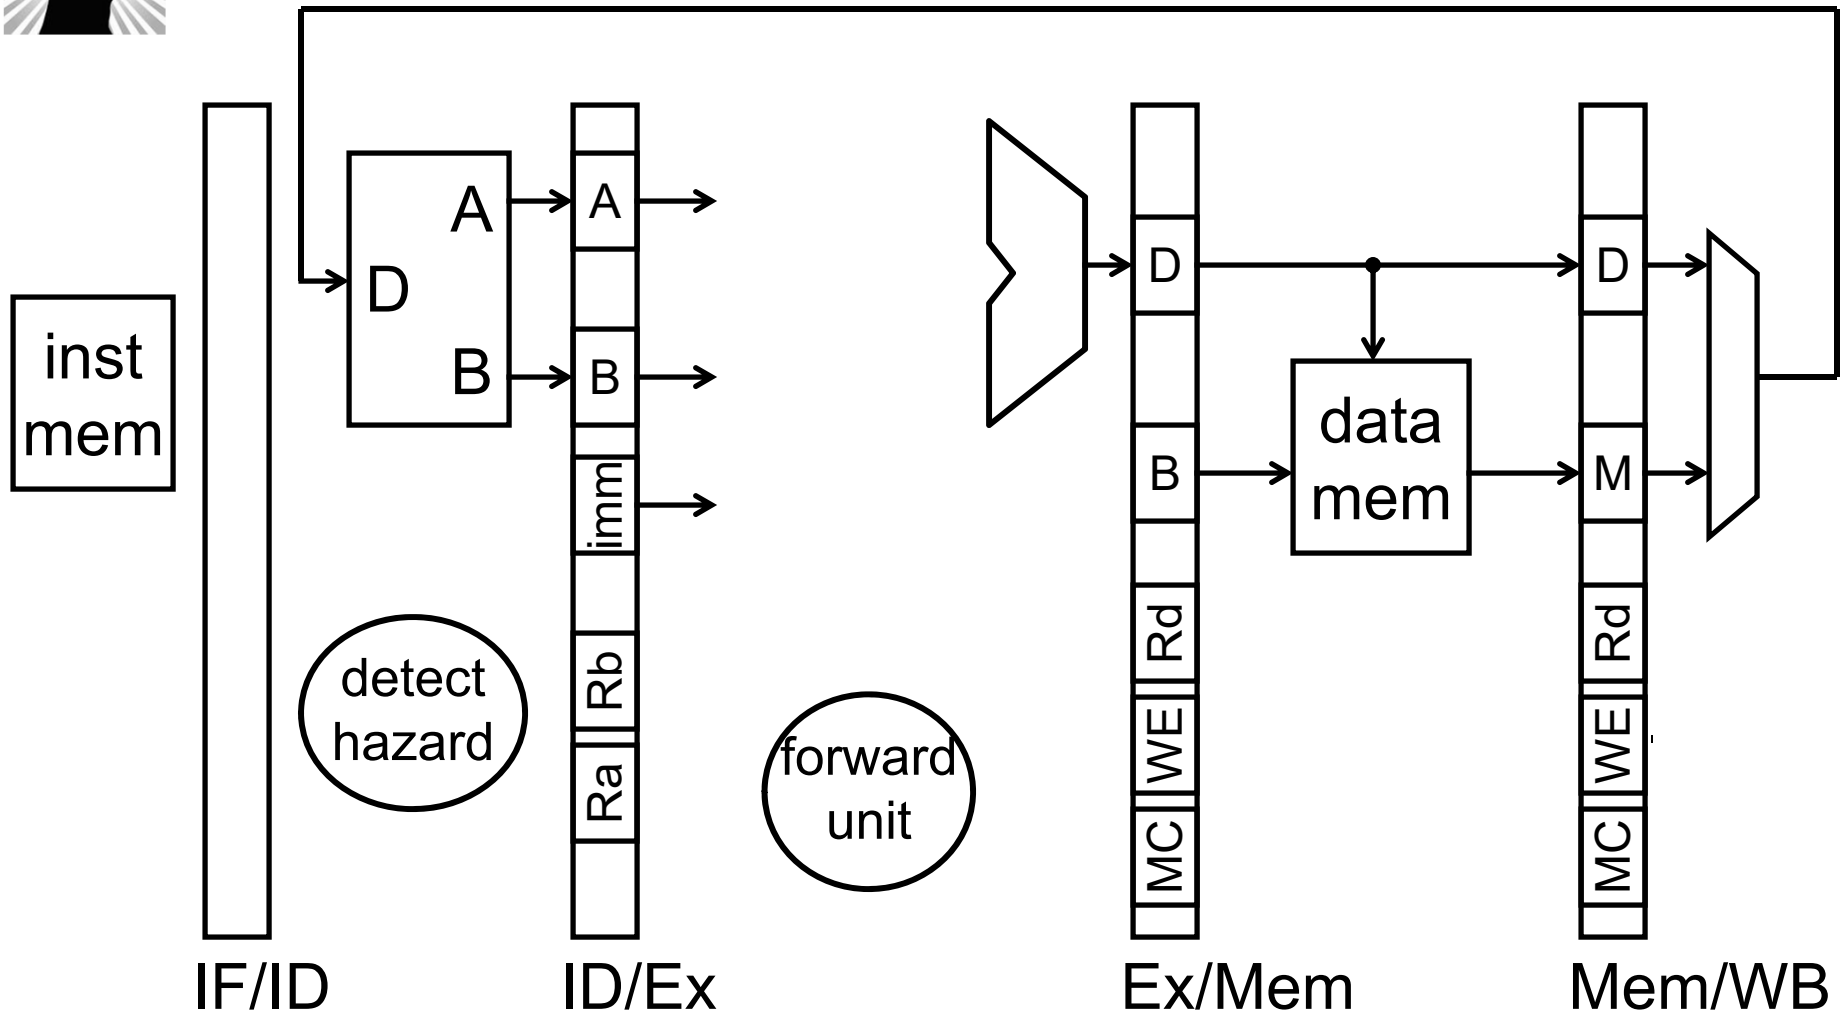 inst
mem
D
A
B
A
B
imm
Rb
Ra
detect
hazard
forward
unit
D
B
Rd
WE
MC
data
mem
D
M
Rd
WE
MC
IF/ID
ID/Ex
Ex/Mem
Mem/WB